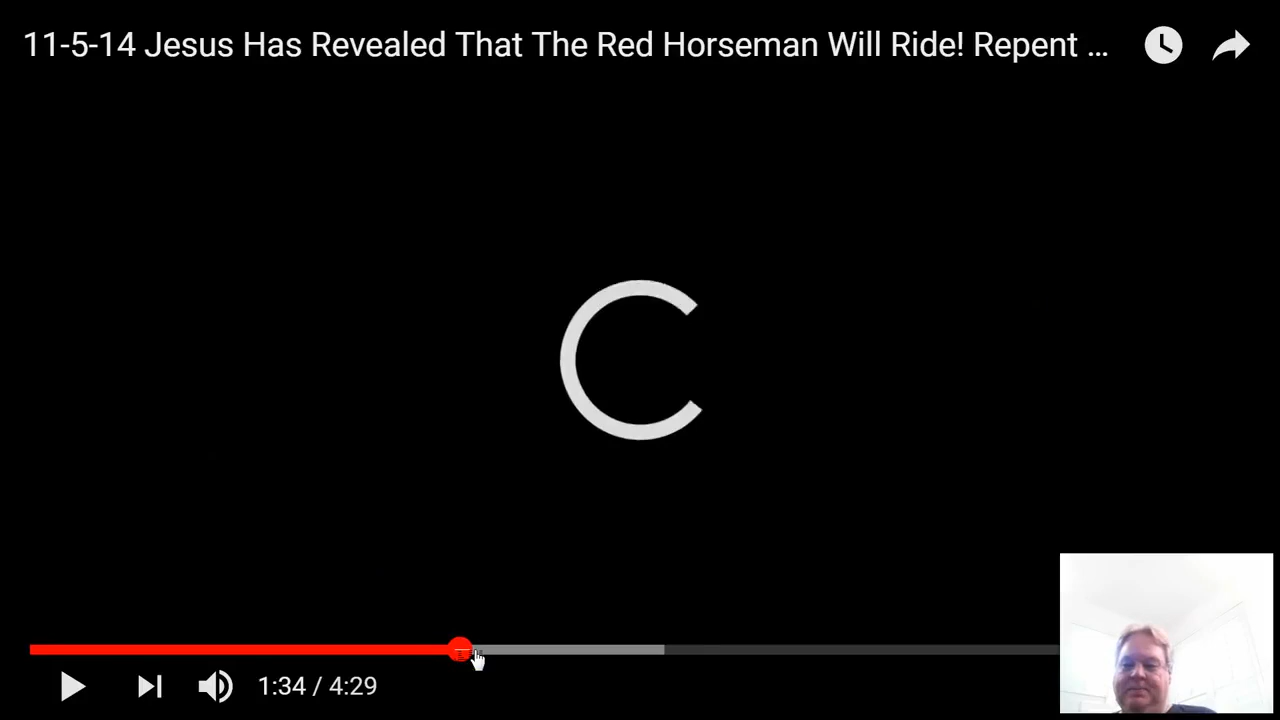 11-5-14 Jesus Has Revealed That The Red Horseman Will Ride! Repent ...
1:34 / 4:29